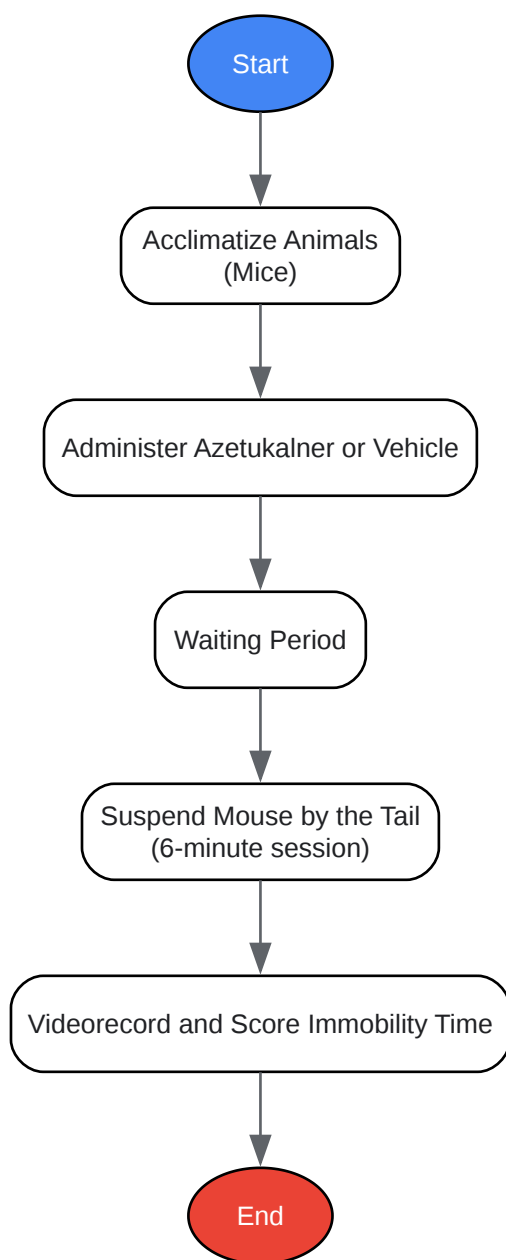 Start
Acclimatize Animals
(Mice)
Administer Azetukalner or Vehicle
Waiting Period
Suspend Mouse by the Tail
(6-minute session)
Videorecord and Score Immobility Time
End